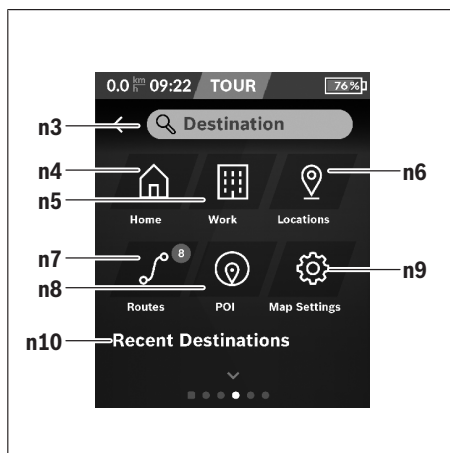 0.0 km/h 09:22 TOUR 76 %
n3 Destination
n4
n5
n6
Home Work Locations
n7 8
n8
n9
Routes POI Map Settings
n10 Recent Destinations